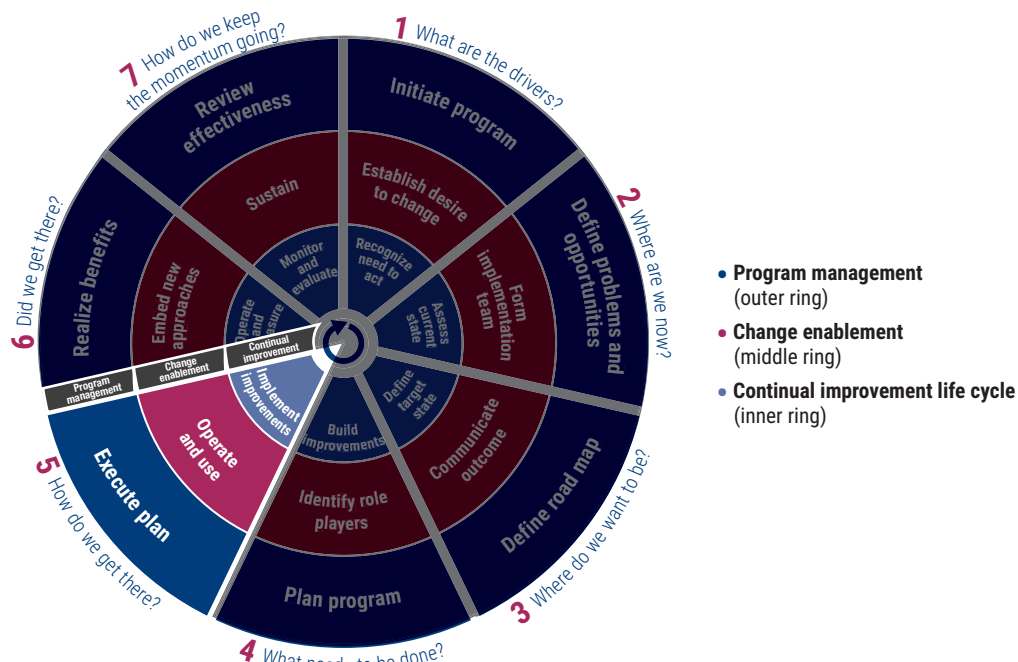 7 How do we keep
the momentum going?
1 What are the drivers?
2 Where are we now?
3 Where do we want to be?
4 What to be done?
5 How do we get there?
6 Did we get there?
Review
effectiveness
Initiate program
Define problems and
opportunities
Define road map
Plan program
Execute plan
Realize benefits
Sustain
Establish desire
to change
Form
implementation
team
Communicate
outcome
Identify role
players
Operate
and use
Embed new
approaches
Monitor
and
evaluate
Recognize
need to
act
Assess
current
state
Define
target
state
Build
improvements
Implement
improvements
Operate
and
Program
management
Change
enablement
Continual
improvement
• Program management
(outer ring)
• Change enablement
(middle ring)
• Continual improvement life cycle
(inner ring)